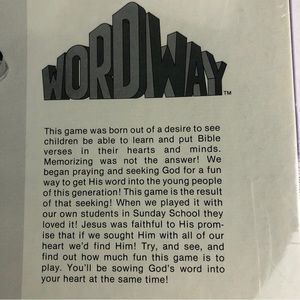 WORDWAY™
This game was born out of a desire to see
children be able to learn and put Bible
verses in their hearts and minds.
Memorizing was not the answer! We
began praying and seeking God for a fun
way to get His word into the young people
of this generation! This game is the result
of that seeking! When we played it with
our own students in Sunday School they
loved it! Jesus was faithful to His prom-
ise that if we sought Him with all of our
heart we'd find Him! Try, and see, and
find out how much fun this game is to
play. You'll be sowing God's word into
your heart at the same time!